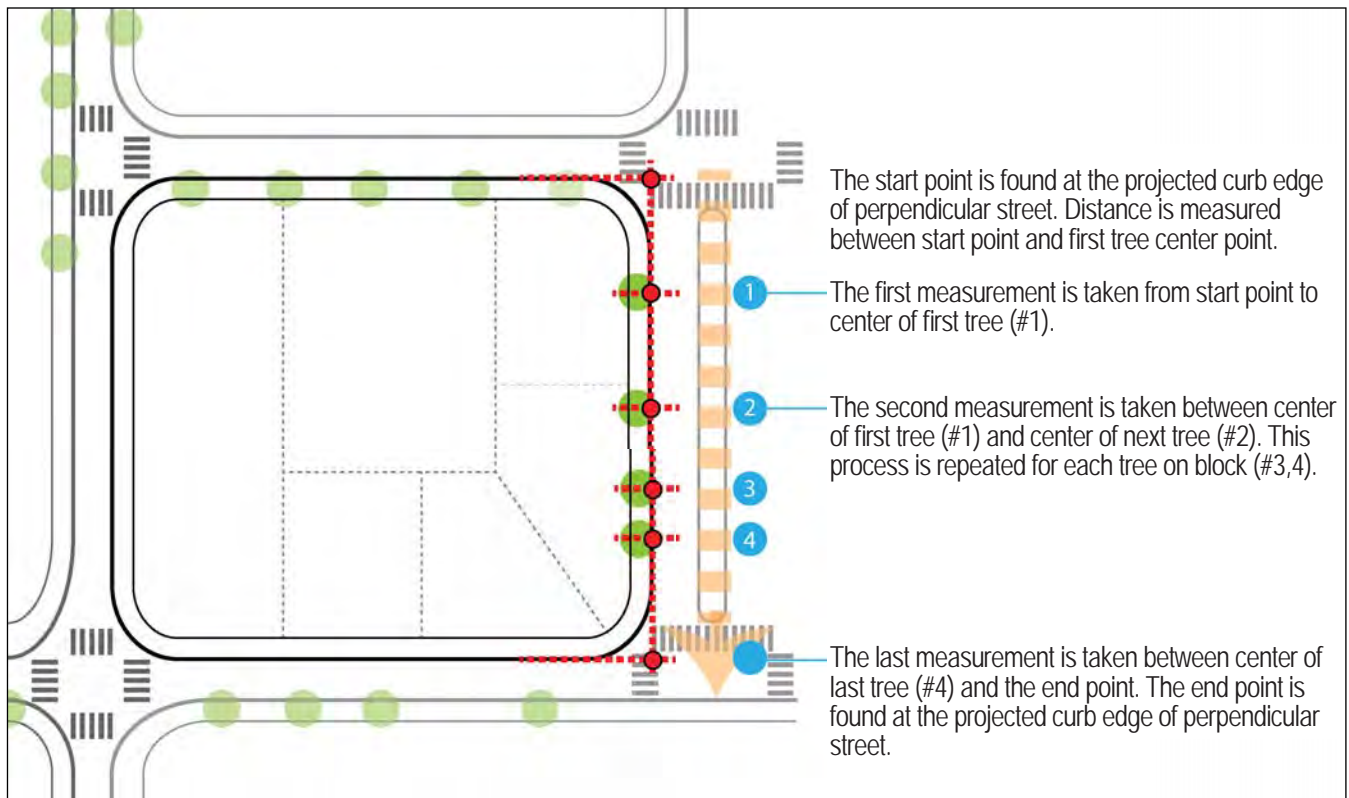 The start point is found at the projected curb edge
of perpendicular street. Distance is measured
between start point and first tree center point.
1
The first measurement is taken from start point to
center of first tree (#1).
2
The second measurement is taken between center
of first tree (#1) and center of next tree (#2). This
process is repeated for each tree on block (#3,4).
3
4
The last measurement is taken between center of
last tree (#4) and the end point. The end point is
found at the projected curb edge of perpendicular
street.